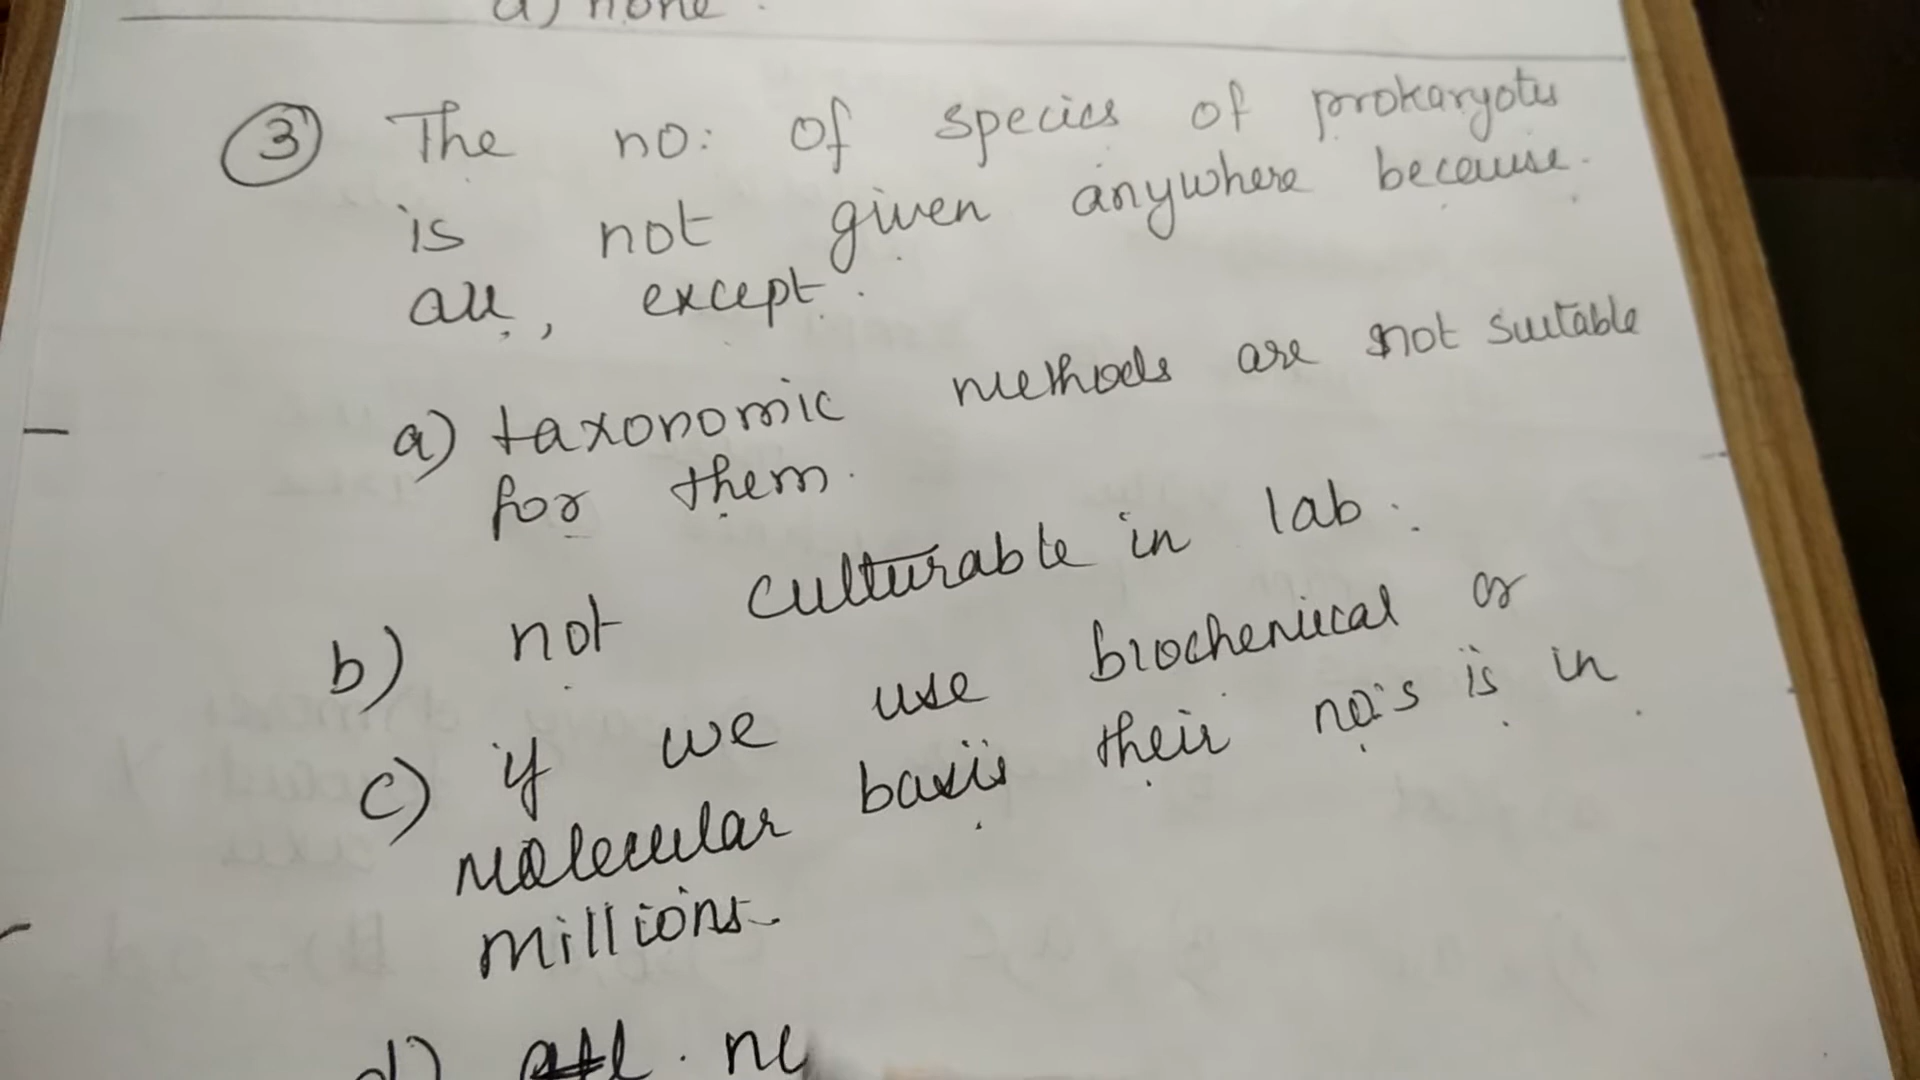 d) none.
③ The no: of species of prokaryotes
is not given anywhere because.
all, except.
a) taxonomic methods are not suitable
for them.
b) not culturable in lab.
c) if we use biochemical or
molecular basis their no:s is in
millions.
d)